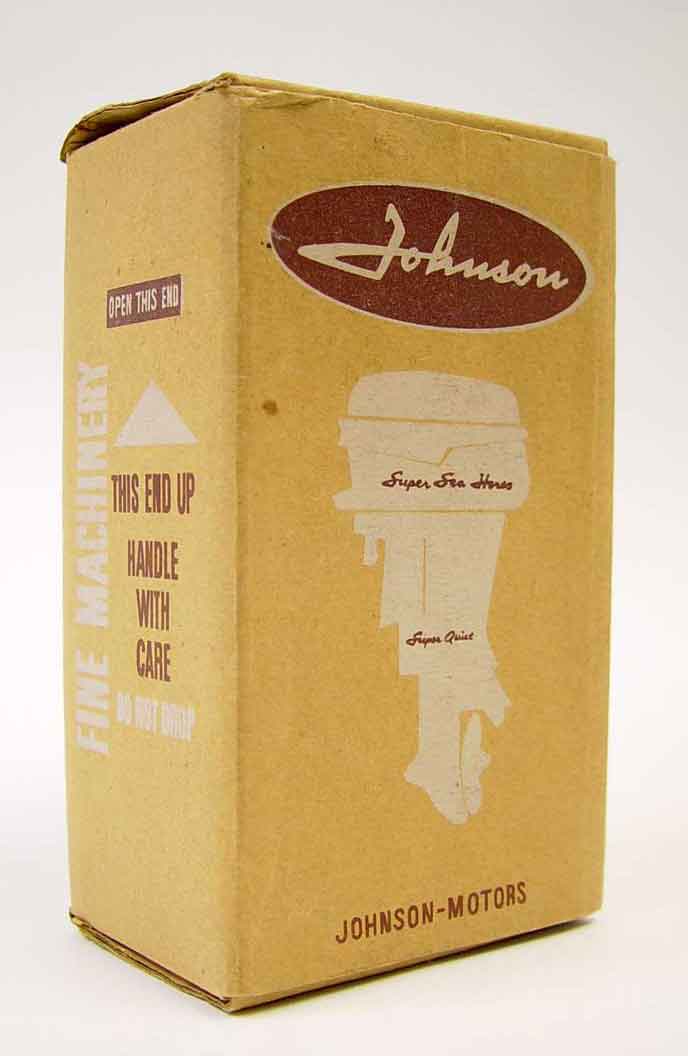 Johnson
Super Sea Horse
Super Quiet
JOHNSON-MOTORS
OPEN THIS END
FINE MACHINERY
THIS END UP
HANDLE
WITH
CARE
DO NOT DROP